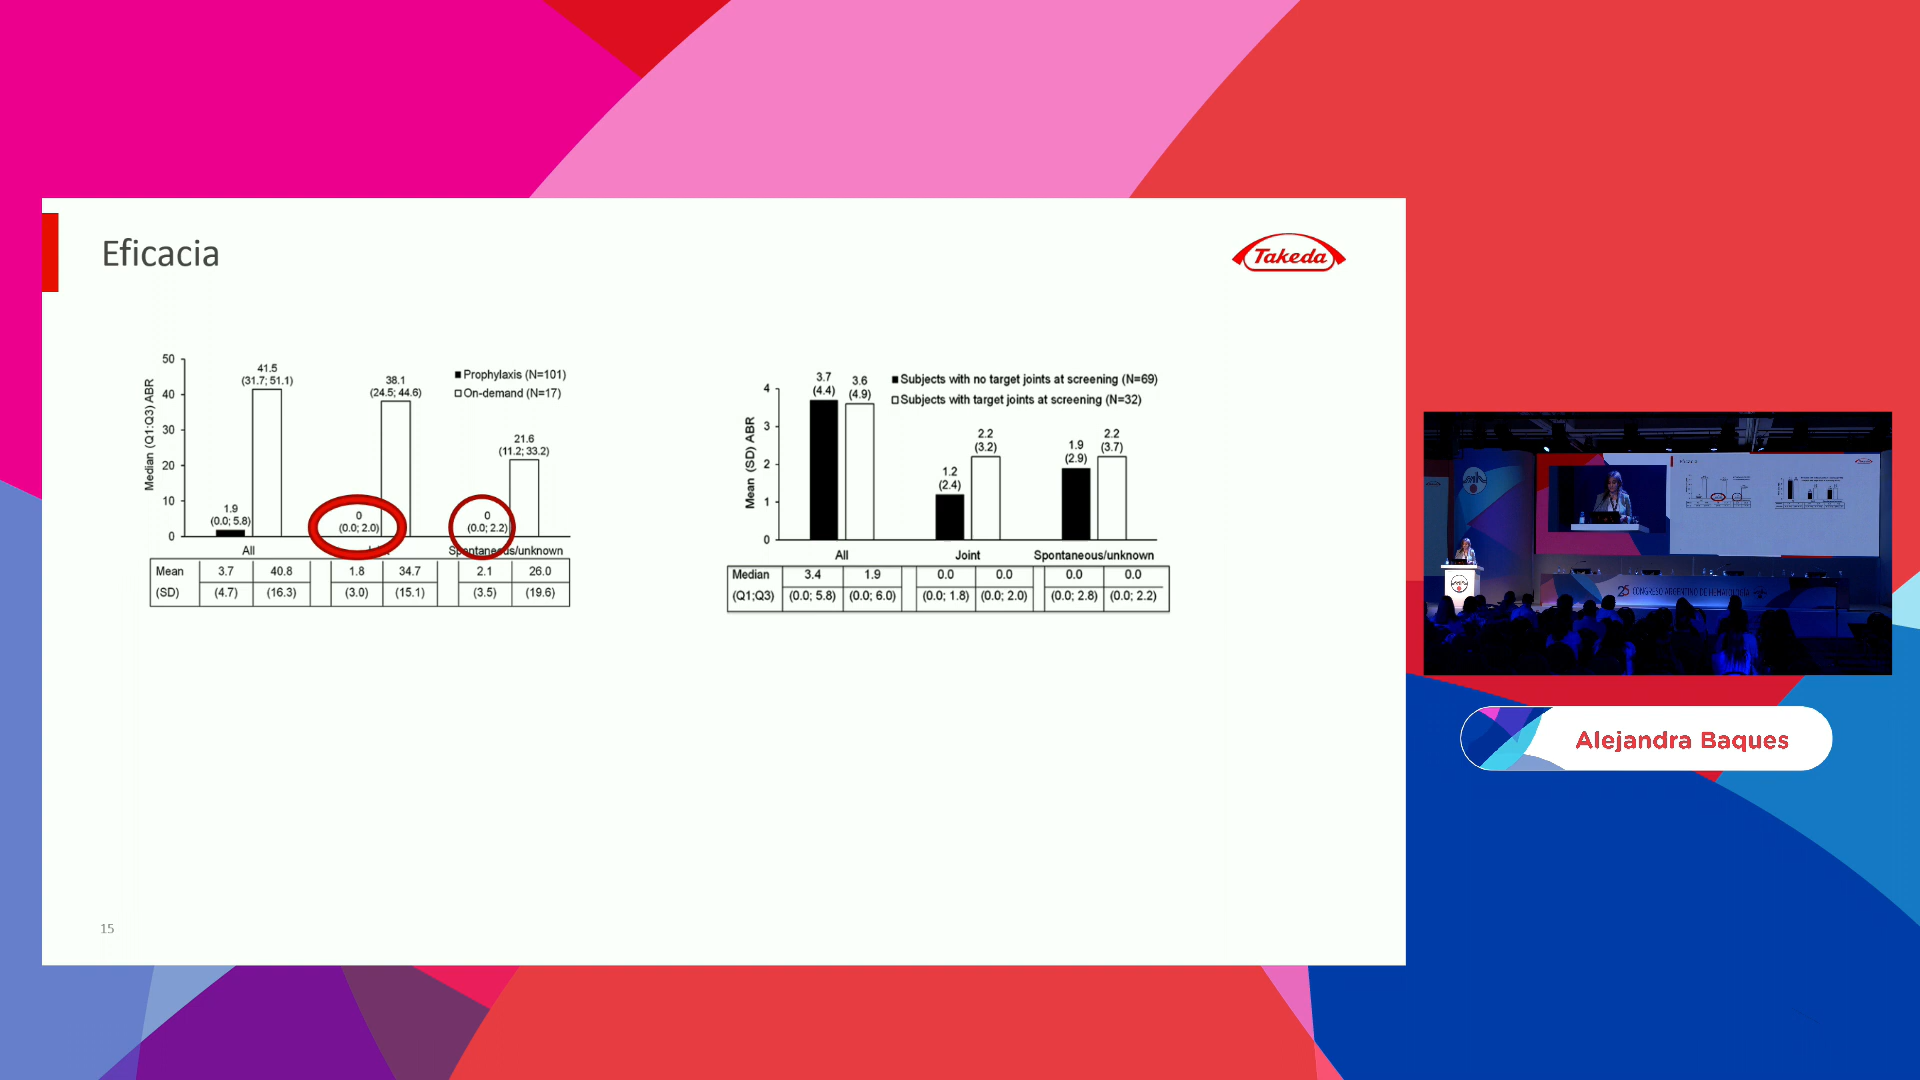 Eficacia
Takeda
Median (Q1;Q3) ABR
50
40
30
20
10
0
41.5
(31.7; 51.1)
38.1
(24.5; 44.6)
21.6
(11.2; 33.2)
1.9
(0.0; 5.8)
0
(0.0; 2.0)
0
(0.0; 2.2)
Prophylaxis (N=101)
On-demand (N=17)
All
Spontaneous/unknown
Mean 3.7 40.8 1.8 34.7 2.1 26.0
(SD) (4.7) (16.3) (3.0) (15.1) (3.5) (19.6)
Mean (SD) ABR
4
3
2
1
0
3.7
(4.4)
3.6
(4.9)
1.2
(2.4)
2.2
(3.2)
1.9
(2.9)
2.2
(3.7)
Subjects with no target joints at screening (N=69)
Subjects with target joints at screening (N=32)
All Joint Spontaneous/unknown
Median 3.4 1.9 0.0 0.0 0.0 0.0
(Q1;Q3) (0.0; 5.8) (0.0; 6.0) (0.0; 1.8) (0.0; 2.0) (0.0; 2.8) (0.0; 2.2)
15
25 CONGRESO ARGENTINO DE HEMATOLOGÍA
Alejandra Baques